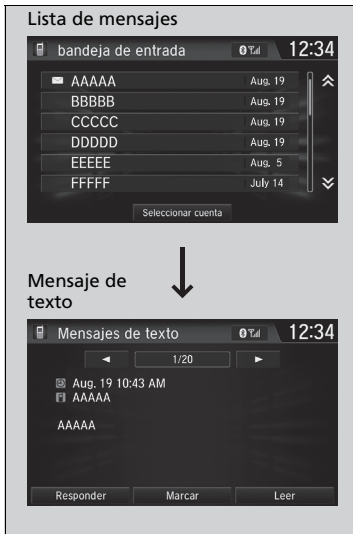 Lista de mensajes
bandeja de entrada 12:34
AAAAA Aug. 19
BBBBB Aug. 19
CCCCC Aug. 19
DDDDD Aug. 19
EEEEE Aug. 5
FFFFF July 14
Seleccionar cuenta
Mensaje de
texto
Mensajes de texto 12:34
1/20
Aug. 19 10:43 AM
AAAAA
AAAAA
Responder Marcar Leer